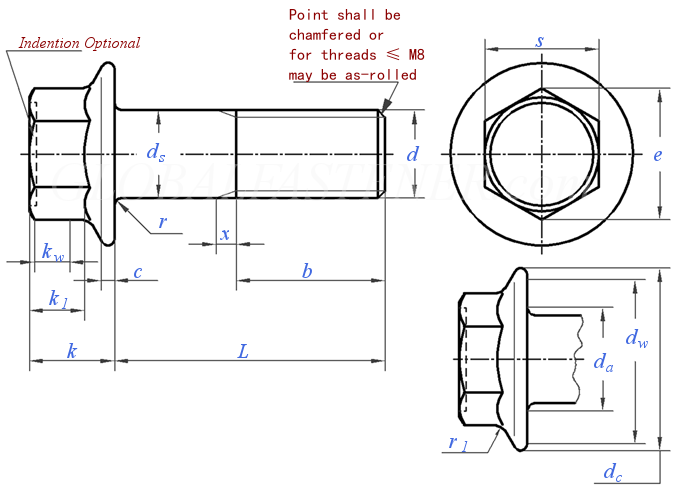 Point shall be
chamfered or
for threads ≤ M8
may be as-rolled
Indention Optional
s
d_s
d
e
r
x
k_w
c
b
k_1
k
L
d_w
d_a
r_1
d_c
GLOBALFASTENER.com